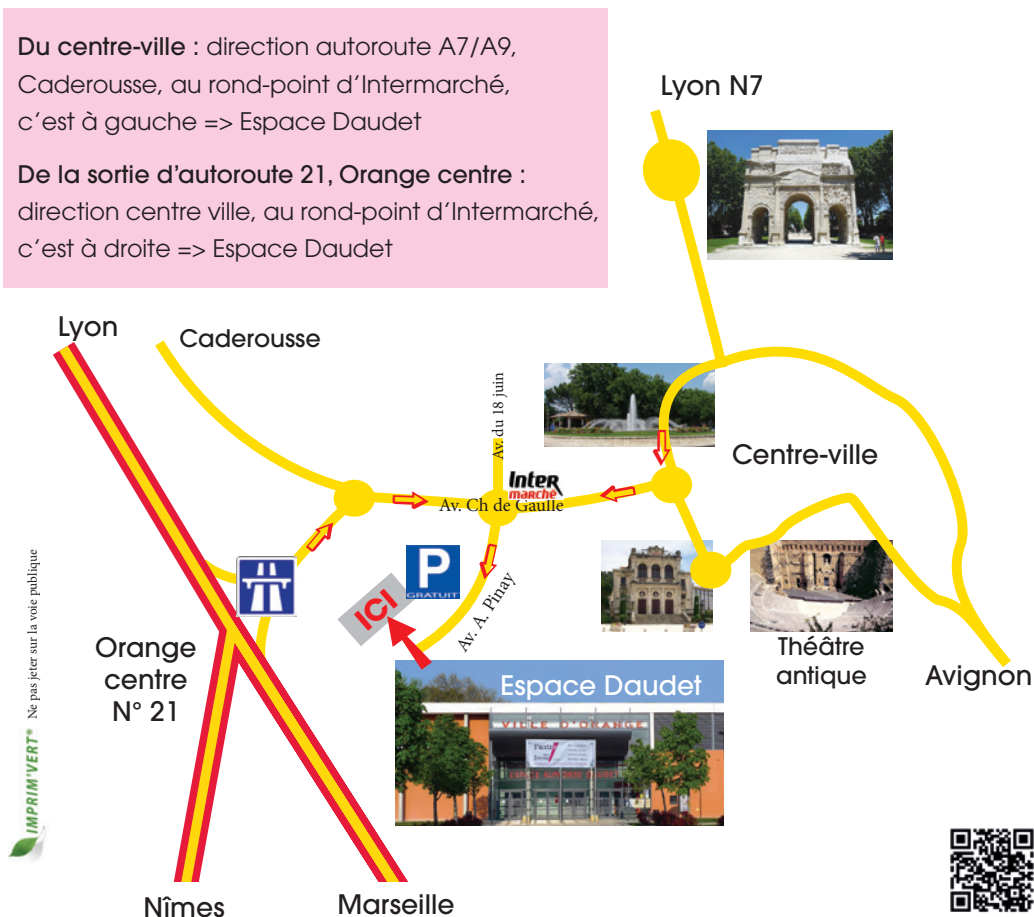 Du centre-ville : direction autoroute A7/A9,
Caderousse, au rond-point d'Intermarché,
c'est à gauche => Espace Daudet
De la sortie d'autoroute 21, Orange centre :
direction centre ville, au rond-point d'Intermarché,
c'est à droite => Espace Daudet
Lyon N7
Lyon
Caderousse
Av. du 18 juin
Centre-ville
Inter
marché
Av. Ch de Gaulle
P
GRATUIT
ICI
Av. A. Pinay
Orange
centre
N° 21
Théâtre
antique
Avignon
Espace Daudet
VILLE D'ORANGE
Nîmes
Marseille
IMPRIM'VERT®
Ne pas jeter sur la voie publique